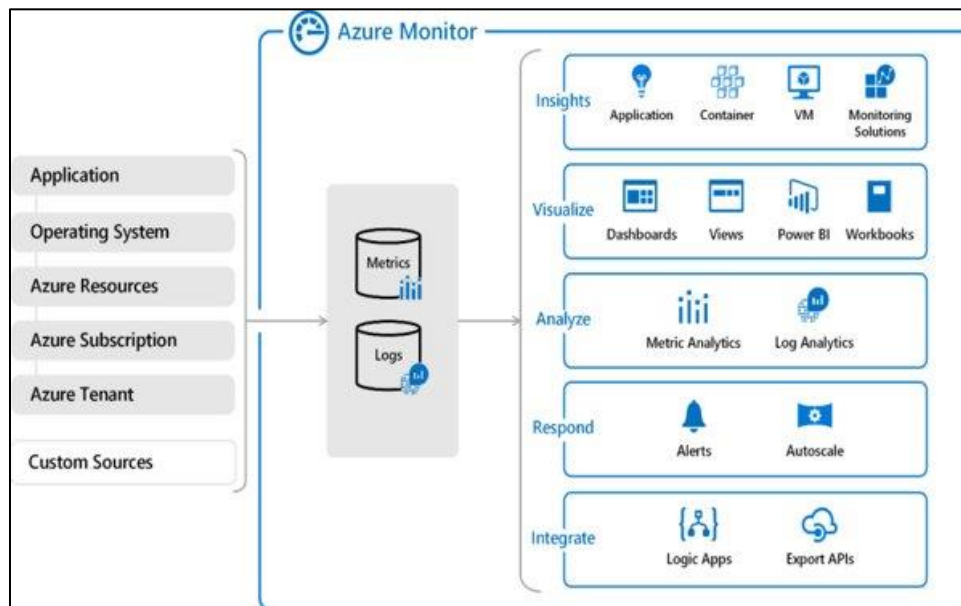 Azure Monitor
Application
Operating System
Azure Resources
Azure Subscription
Azure Tenant
Custom Sources
Metrics
Logs
Insights
Application
Container
VM
Monitoring
Solutions
Visualize
Dashboards
Views
Power BI
Workbooks
Analyze
Metric Analytics
Log Analytics
Respond
Alerts
Autoscale
Integrate
Logic Apps
Export APIs